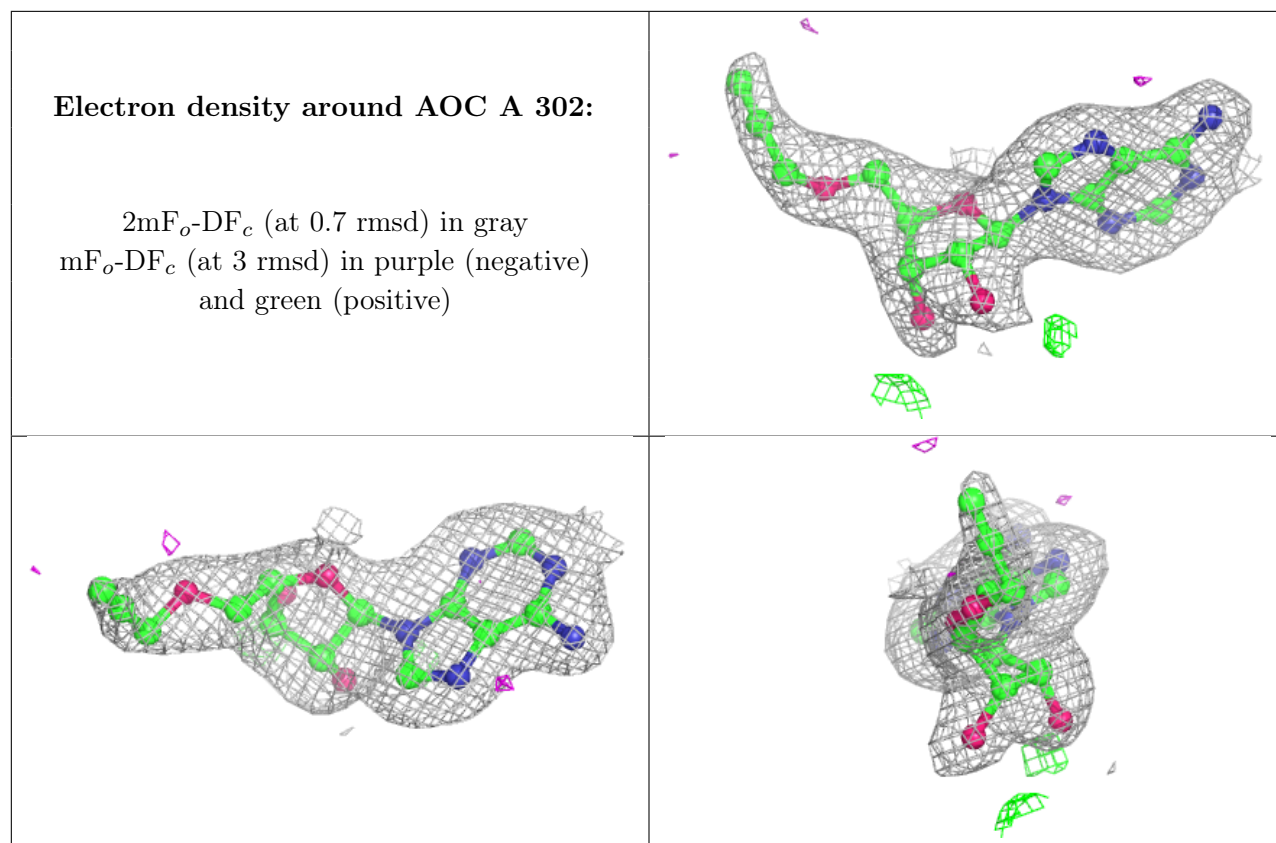 Electron density around AOC A 302:
2mFo-DFc (at 0.7 rmsd) in gray
mFo-DFc (at 3 rmsd) in purple (negative)
and green (positive)